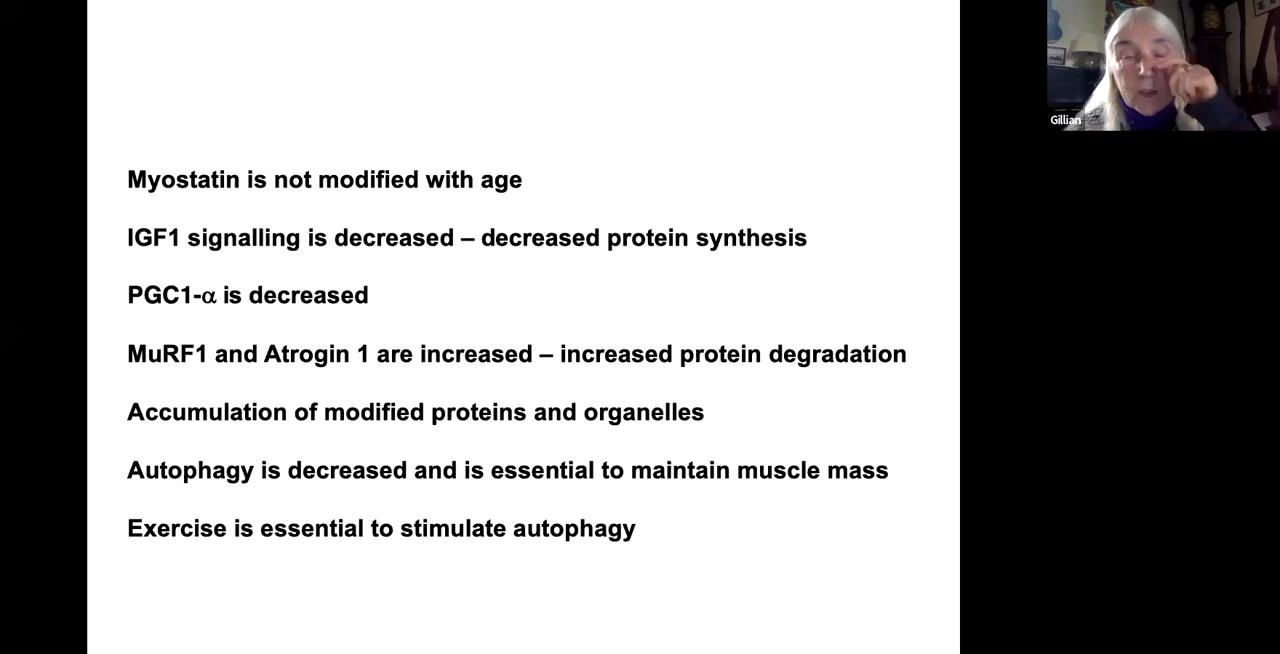 Myostatin is not modified with age
IGF1 signalling is decreased – decreased protein synthesis
PGC1-α is decreased
MuRF1 and Atrogin 1 are increased – increased protein degradation
Accumulation of modified proteins and organelles
Autophagy is decreased and is essential to maintain muscle mass
Exercise is essential to stimulate autophagy
Gillian